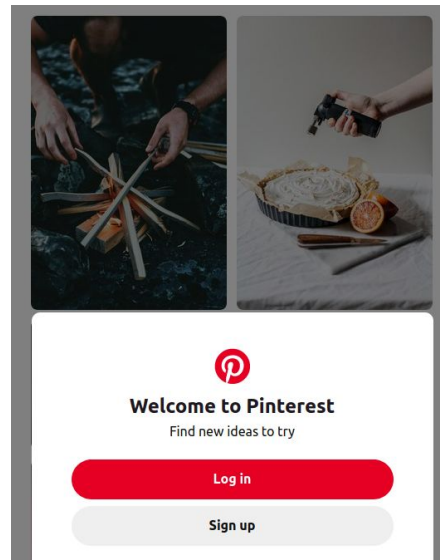 Welcome to Pinterest
Find new ideas to try
Log in
Sign up